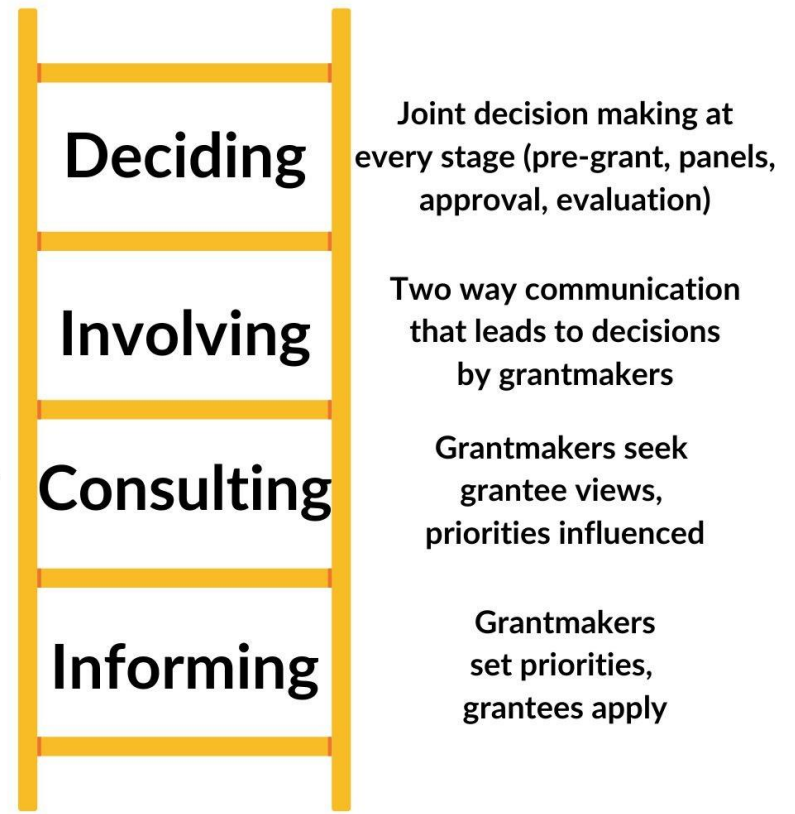 Deciding
Joint decision making at
every stage (pre-grant, panels,
approval, evaluation)
Involving
Two way communication
that leads to decisions
by grantmakers
Consulting
Grantmakers seek
grantee views,
priorities influenced
Informing
Grantmakers
set priorities,
grantees apply